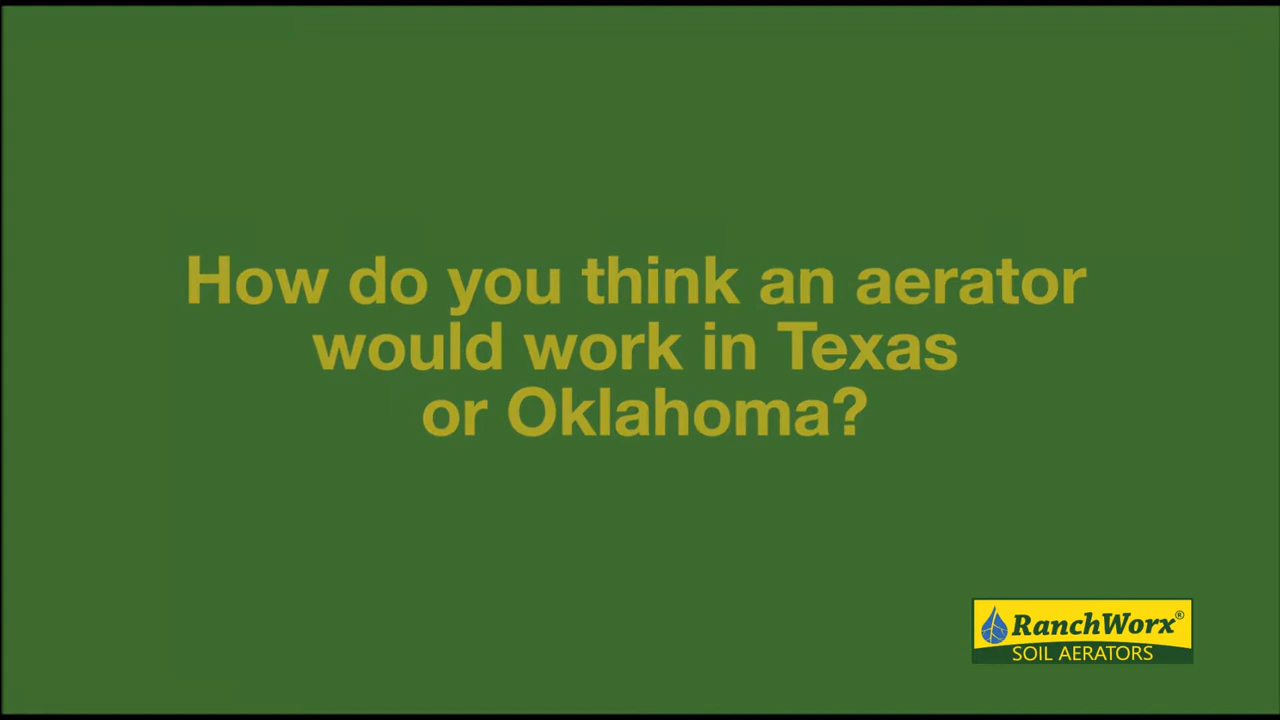 How do you think an aerator
would work in Texas
or Oklahoma?
RanchWorx®
SOIL AERATORS